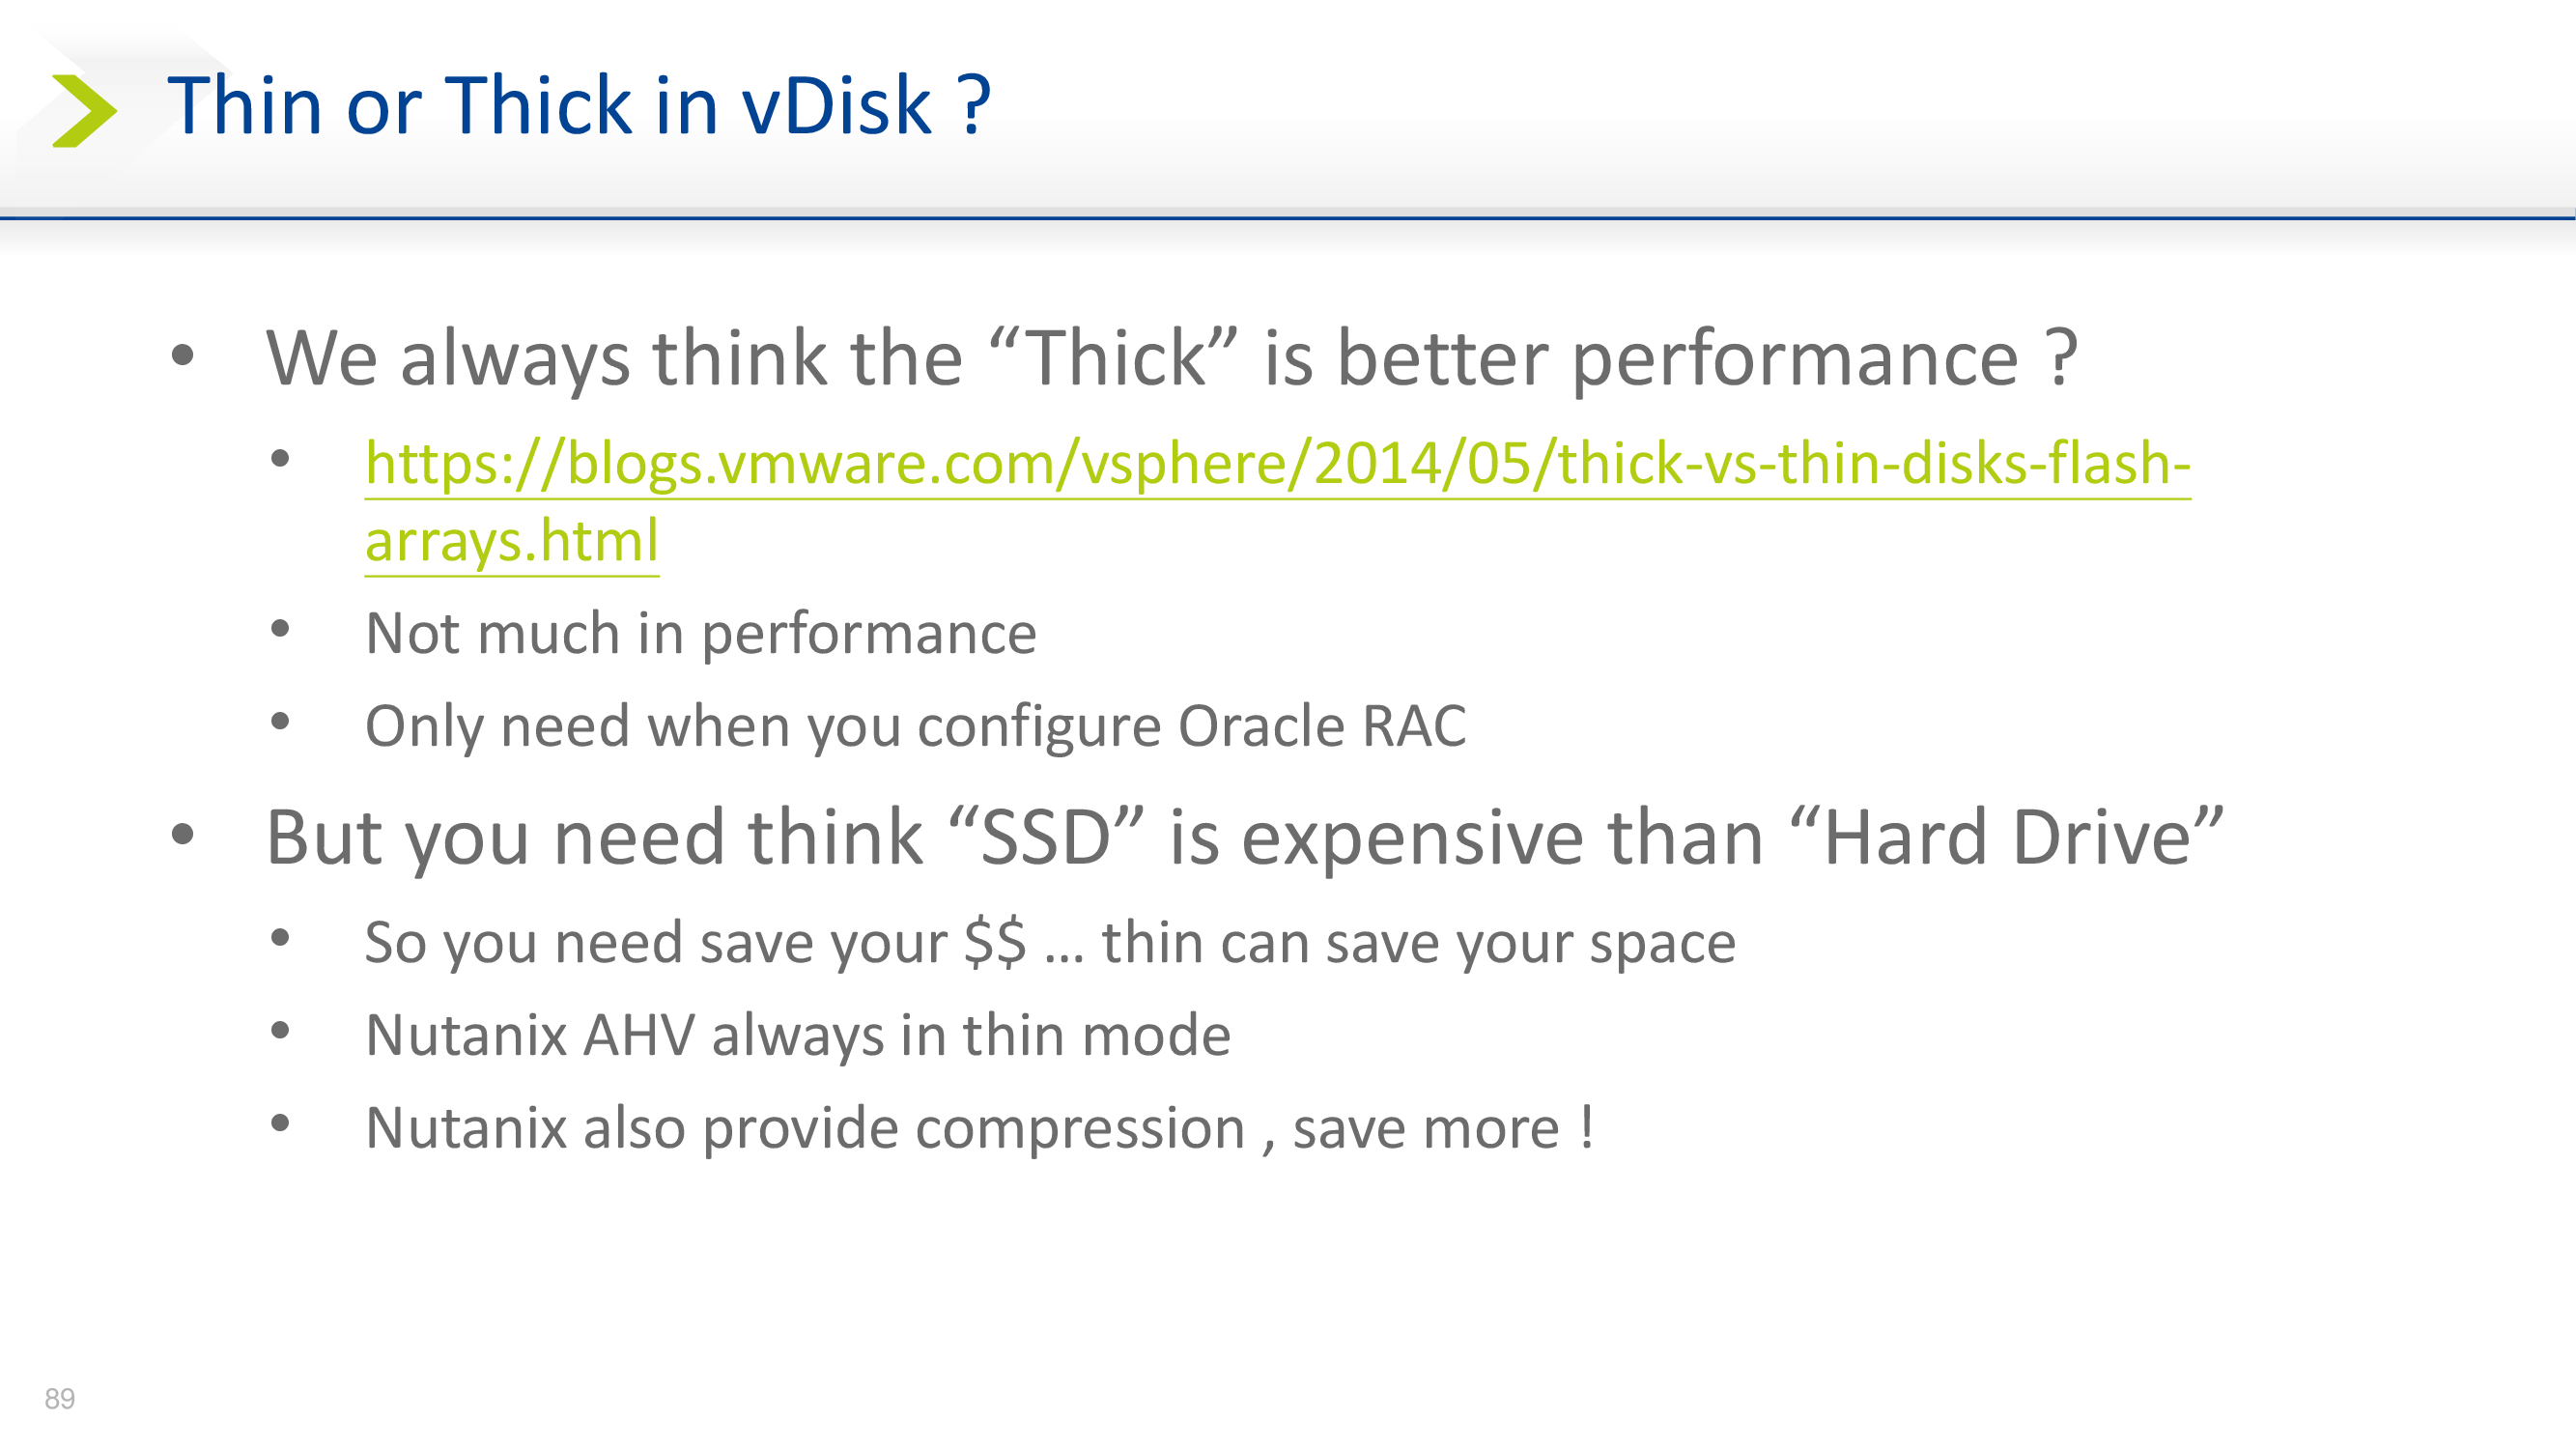 Thin or Thick in vDisk ?
• We always think the “Thick” is better performance ?
• https://blogs.vmware.com/vsphere/2014/05/thick-vs-thin-disks-flash-
arrays.html
• Not much in performance
• Only need when you configure Oracle RAC
• But you need think “SSD” is expensive than “Hard Drive”
• So you need save your $$ ... thin can save your space
• Nutanix AHV always in thin mode
• Nutanix also provide compression , save more !
89